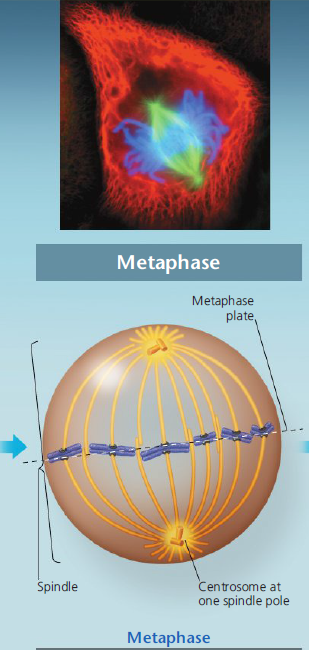 Metaphase
Metaphase
plate
Spindle
Centrosome at
one spindle pole
Metaphase